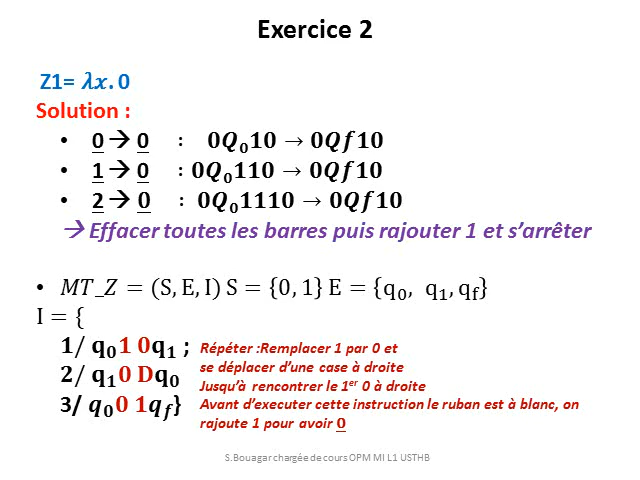 Exercice 2
Z1= 𝝀𝒙. 0
Solution :
• 0 → 0 : 0Q₀10 → 0Qf10
• 1 → 0 : 0Q₀110 → 0Qf10
• 2 → 0 : 0Q₀1110 → 0Qf10
→ Effacer toutes les barres puis rajouter 1 et s’arrêter
• MT_Z = (S, E, I) S = {0, 1} E = {q₀, q₁, qf}
I = {
1/ q₀1 0q₁ ; Répéter :Remplacer 1 par 0 et
se déplacer d’une case à droite
2/ q₁0 Dq₀
Jusqu’à rencontrer le 1er 0 à droite
3/ q₀0 1qf} Avant d’executer cette instruction le ruban est à blanc, on
rajoute 1 pour avoir 0
S.Bouagar chargée de cours OPM MI L1 USTHB